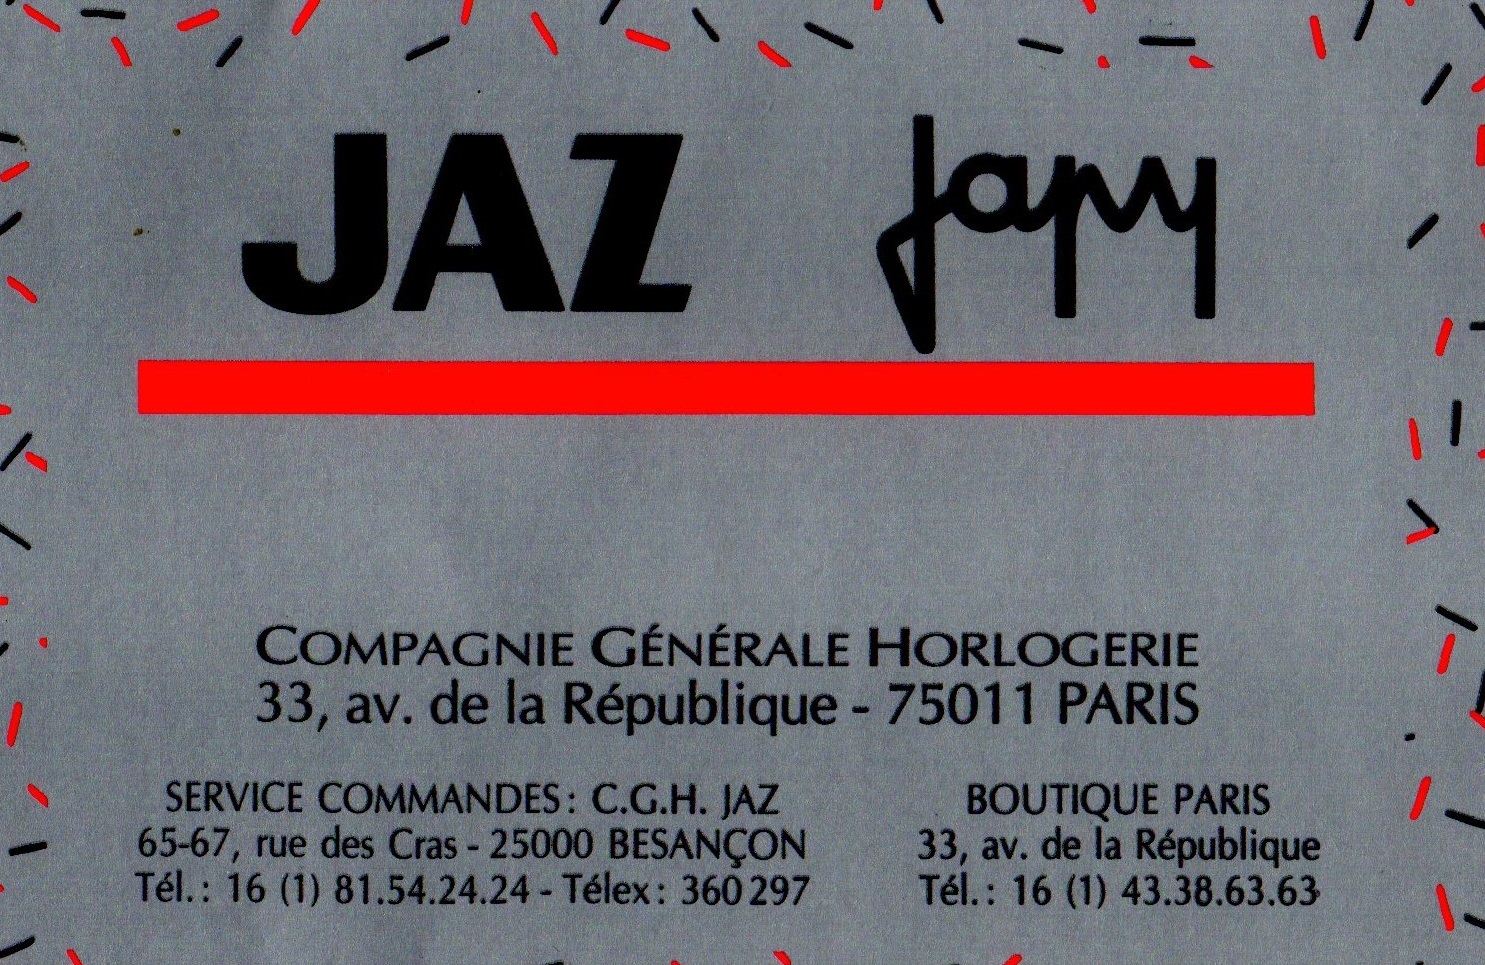 JAZ Japy
COMPAGNIE GÉNÉRALE HORLOGERIE
33, av. de la République - 75011 PARIS
SERVICE COMMANDES : C.G.H. JAZ
65-67, rue des Cras - 25000 BESANÇON
Tél. : 16 (1) 81.54.24.24 - Télex : 360 297
BOUTIQUE PARIS
33, av. de la République
Tél. : 16 (1) 43.38.63.63